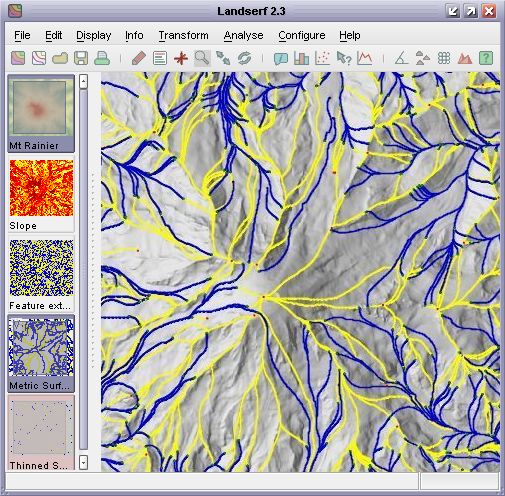 Landserf 2.3
File Edit Display Info Transform Analyse Configure Help
Mt Rainier
Slope
Feature ext...
Metric Surf...
Thinned S...